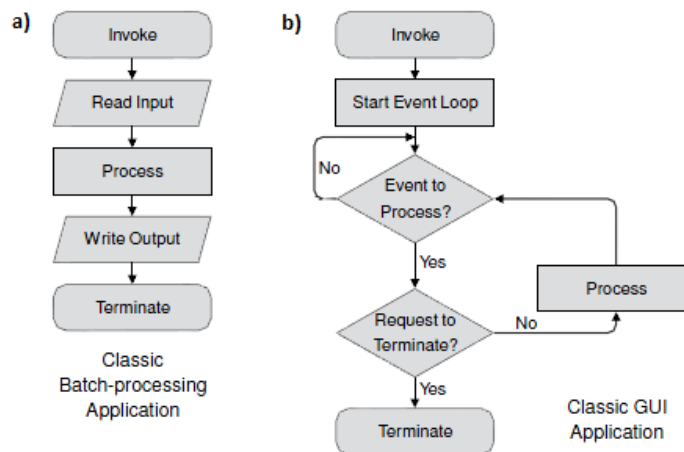 a)
Invoke
Read Input
Process
Write Output
Terminate
Classic
Batch-processing
Application
b)
Invoke
Start Event Loop
No
Event to
Process?
Yes
Process
Request to
Terminate?
No
Yes
Terminate
Classic GUI
Application